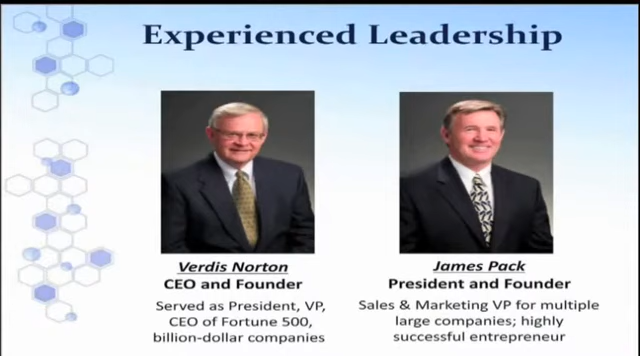 Experienced Leadership
Verdis Norton
CEO and Founder
Served as President, VP,
CEO of Fortune 500,
billion-dollar companies
James Pack
President and Founder
Sales & Marketing VP for multiple
large companies; highly
successful entrepreneur